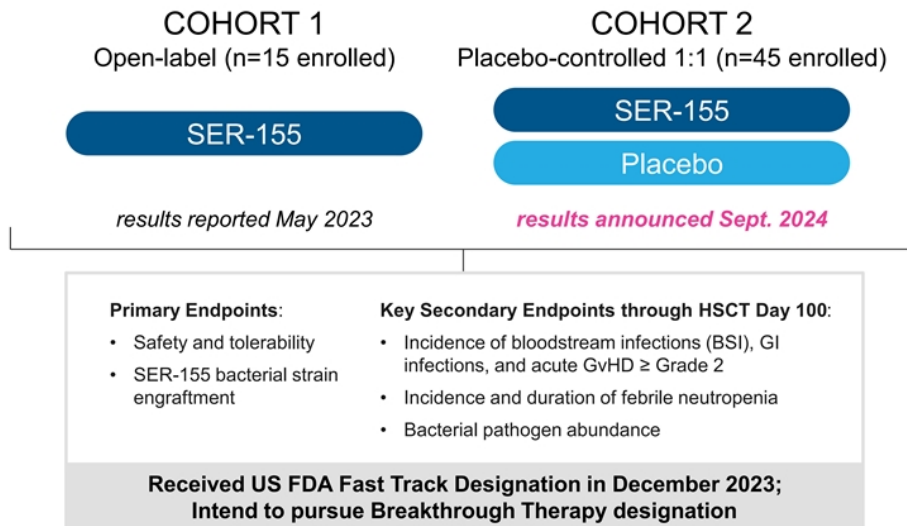 COHORT 1
Open-label (n=15 enrolled)
SER-155
results reported May 2023
COHORT 2
Placebo-controlled 1:1 (n=45 enrolled)
SER-155
Placebo
results announced Sept. 2024
Primary Endpoints:
• Safety and tolerability
• SER-155 bacterial strain
engraftment
Key Secondary Endpoints through HSCT Day 100:
• Incidence of bloodstream infections (BSI), GI
infections, and acute GvHD ≥ Grade 2
• Incidence and duration of febrile neutropenia
• Bacterial pathogen abundance
Received US FDA Fast Track Designation in December 2023;
Intend to pursue Breakthrough Therapy designation